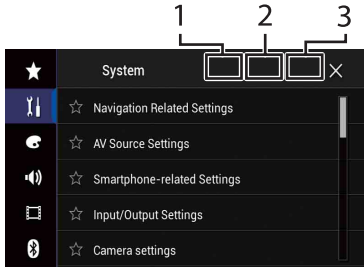 1 2 3
System
Navigation Related Settings
AV Source Settings
Smartphone-related Settings
Input/Output Settings
Camera settings